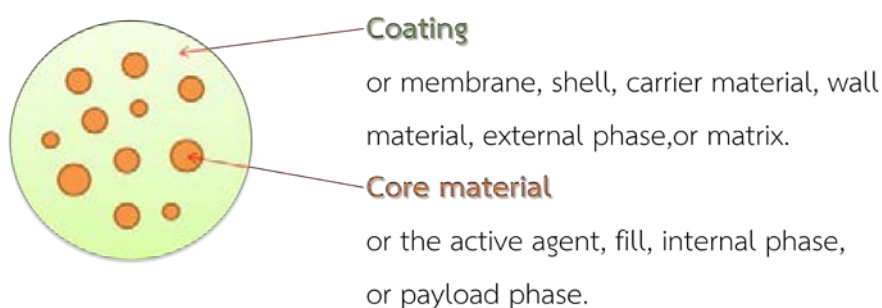 Coating
or membrane, shell, carrier material, wall
material, external phase,or matrix.
Core material
or the active agent, fill, internal phase,
or payload phase.